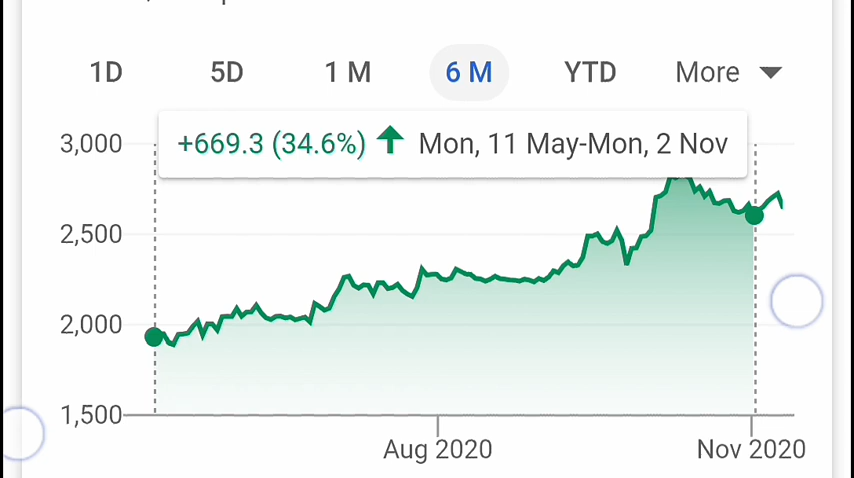 1D 5D 1 M 6 M YTD More
+669.3 (34.6%) Mon, 11 May-Mon, 2 Nov
3,000
2,500
2,000
1,500
Aug 2020 Nov 2020